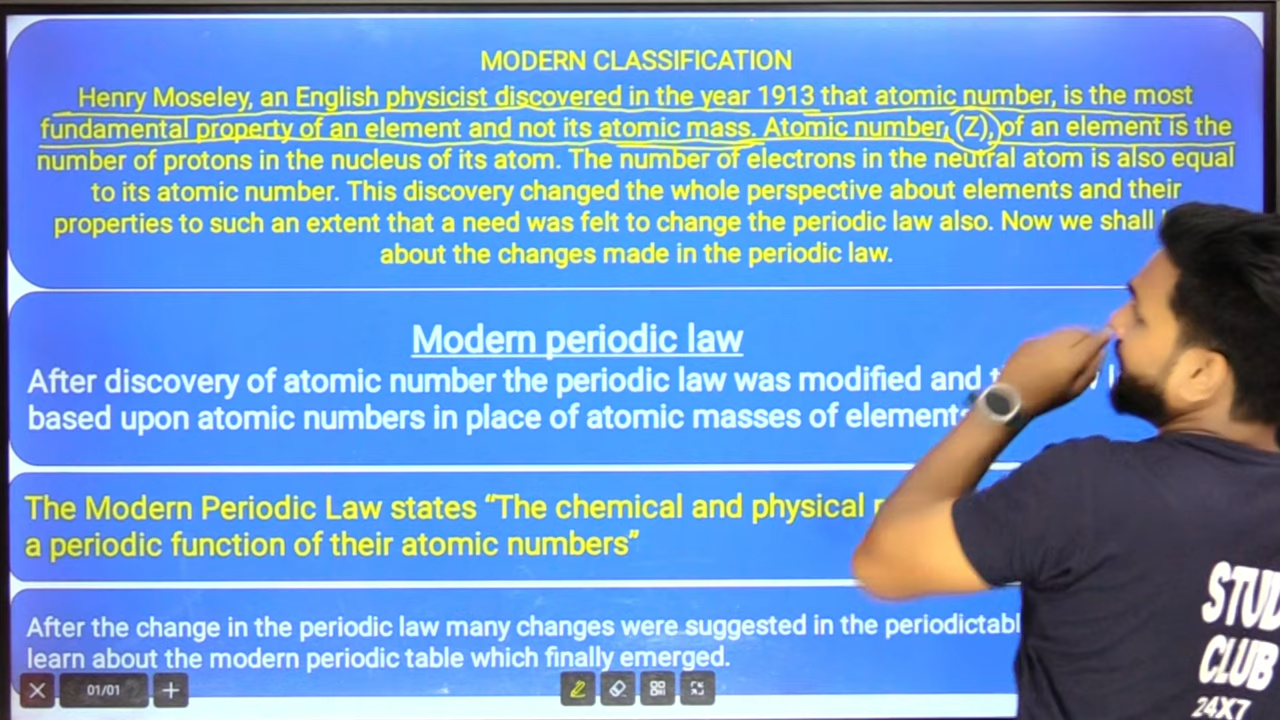 MODERN CLASSIFICATION
Henry Moseley, an English physicist discovered in the year 1913 that atomic number, is the most
fundamental property of an element and not its atomic mass. Atomic number, (Z), of an element is the
number of protons in the nucleus of its atom. The number of electrons in the neutral atom is also equal
to its atomic number. This discovery changed the whole perspective about elements and their
properties to such an extent that a need was felt to change the periodic law also. Now we shall
about the changes made in the periodic law.
Modern periodic law
After discovery of atomic number the periodic law was modified and
based upon atomic numbers in place of atomic masses of elements
The Modern Periodic Law states “The chemical and physical
a periodic function of their atomic numbers”
After the change in the periodic law many changes were suggested in the periodictabl
learn about the modern periodic table which finally emerged.
01/01
STUD
CLUB
24X7